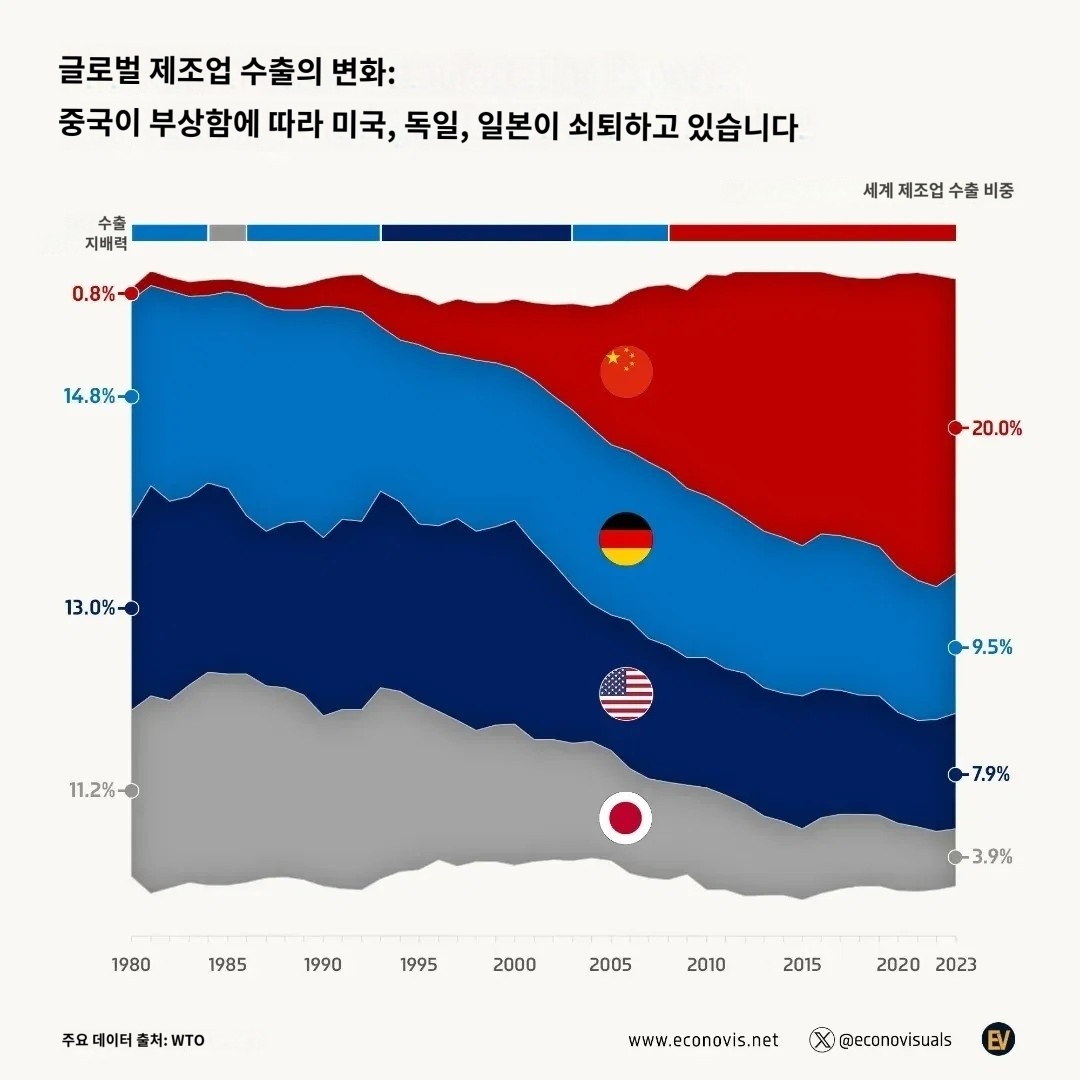 글로벌 제조업 수출의 변화:
중국이 부상함에 따라 미국, 독일, 일본이 쇠퇴하고 있습니다
세계 제조업 수출 비중
수출
지배력
0.8%
14.8%
20.0%
13.0%
9.5%
11.2%
7.9%
3.9%
1980 1985 1990 1995 2000 2005 2010 2015 2020 2023
주요 데이터 출처: WTO www.econovis.net @econovisuals EV